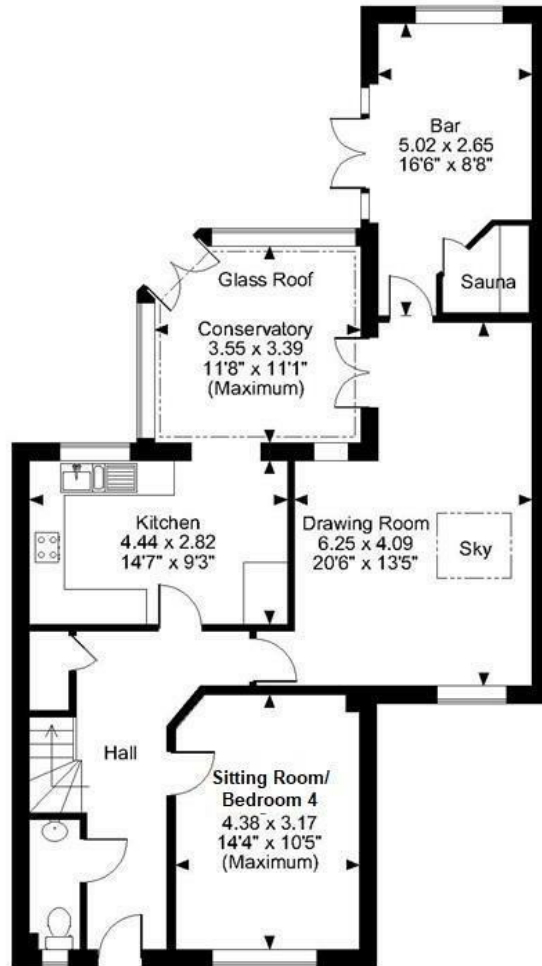 Bar
5.02 x 2.65
16'6" x 8'8"
Sauna
Glass Roof
Conservatory
3.55 x 3.39
11'8" x 11'1"
(Maximum)
Kitchen
4.44 x 2.82
14'7" x 9'3"
Drawing Room
6.25 x 4.09
20'6" x 13'5"
Sky
Hall
Sitting Room/
Bedroom 4
4.38 x 3.17
14'4" x 10'5"
(Maximum)